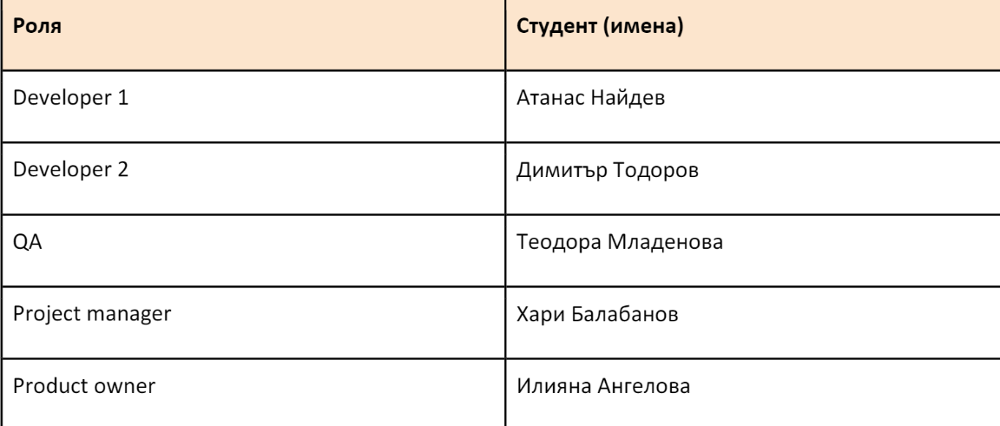 Роля Студент (имена)
Developer 1 Атанас Найдев
Developer 2 Димитър Тодоров
QA Теодора Младенова
Project manager Хари Балабанов
Product owner Илияна Ангелова